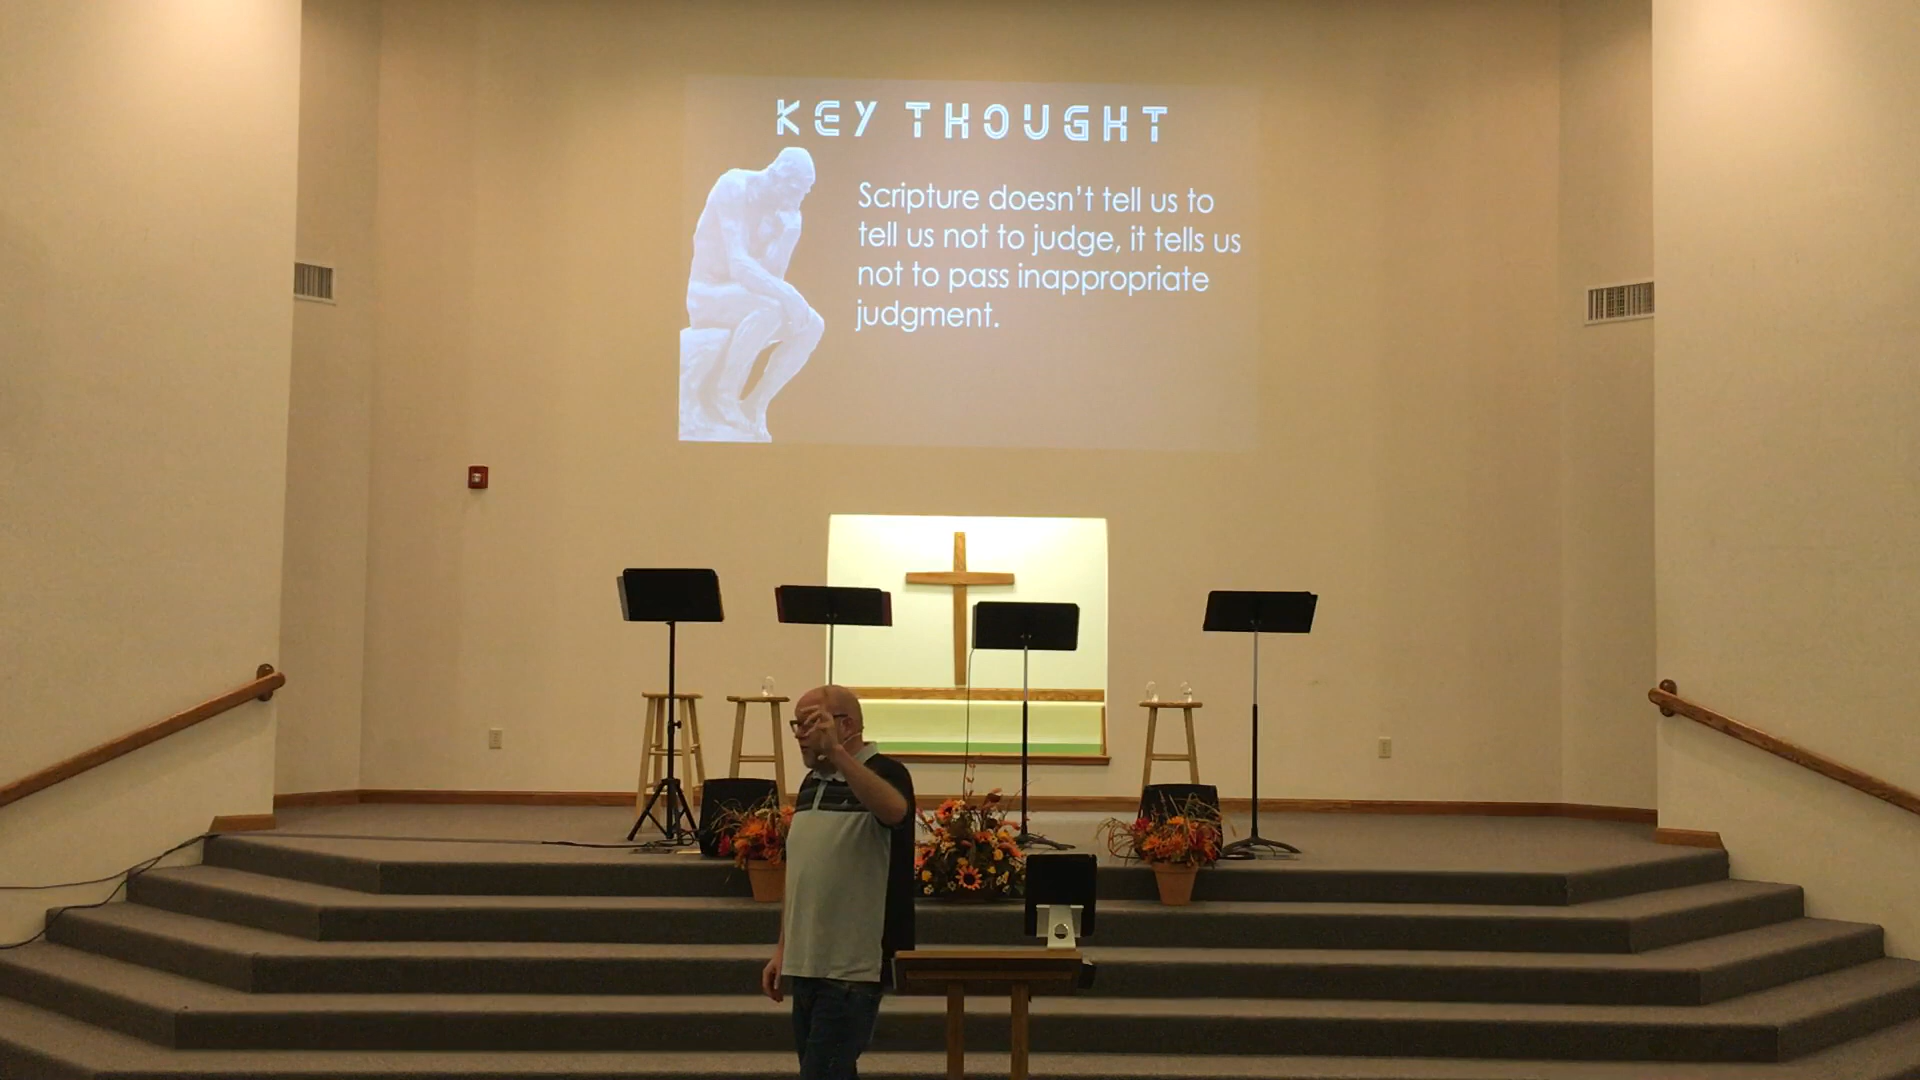 KEY THOUGHT
Scripture doesn't tell us to
tell us not to judge, it tells us
not to pass inappropriate
judgment.